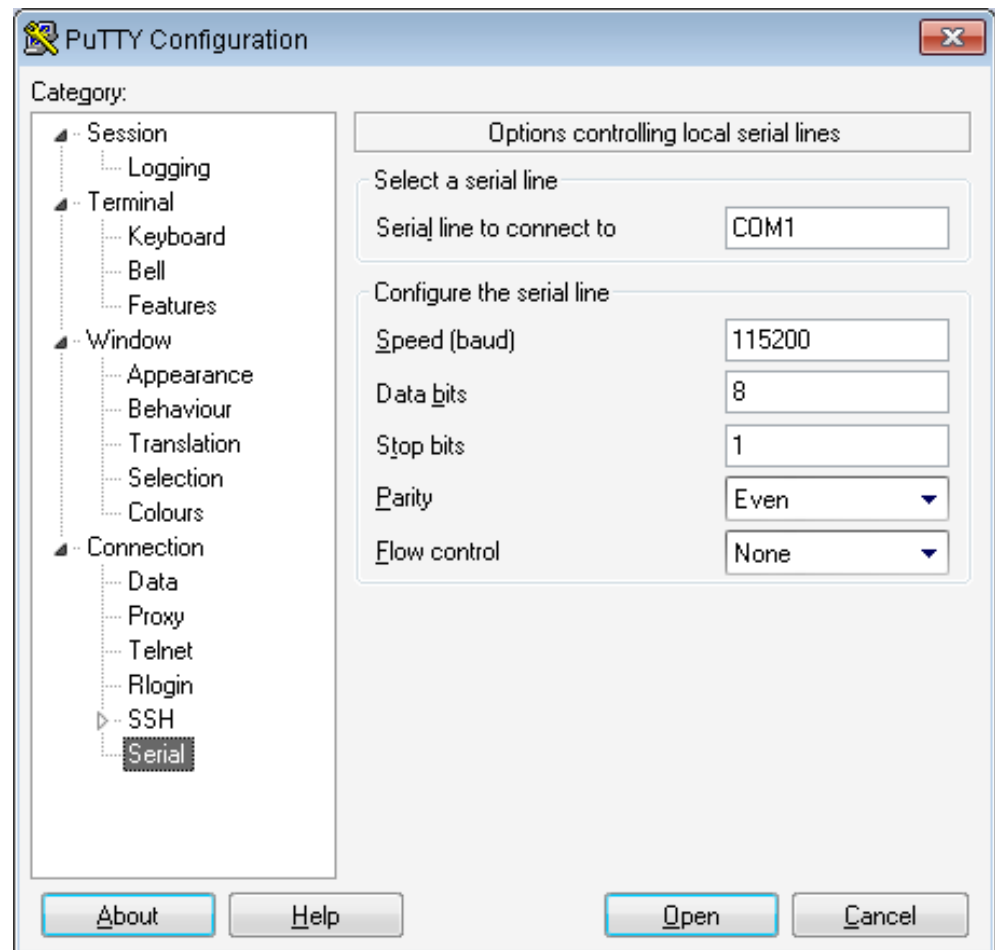 PuTTY Configuration
Category:
Session
Logging
Terminal
Keyboard
Bell
Features
Window
Appearance
Behaviour
Translation
Selection
Colours
Connection
Data
Proxy
Telnet
Rlogin
SSH
Serial
Options controlling local serial lines
Select a serial line
Serial line to connect to COM1
Configure the serial line
Speed (baud) 115200
Data bits 8
Stop bits 1
Parity Even
Flow control None
About Help Open Cancel